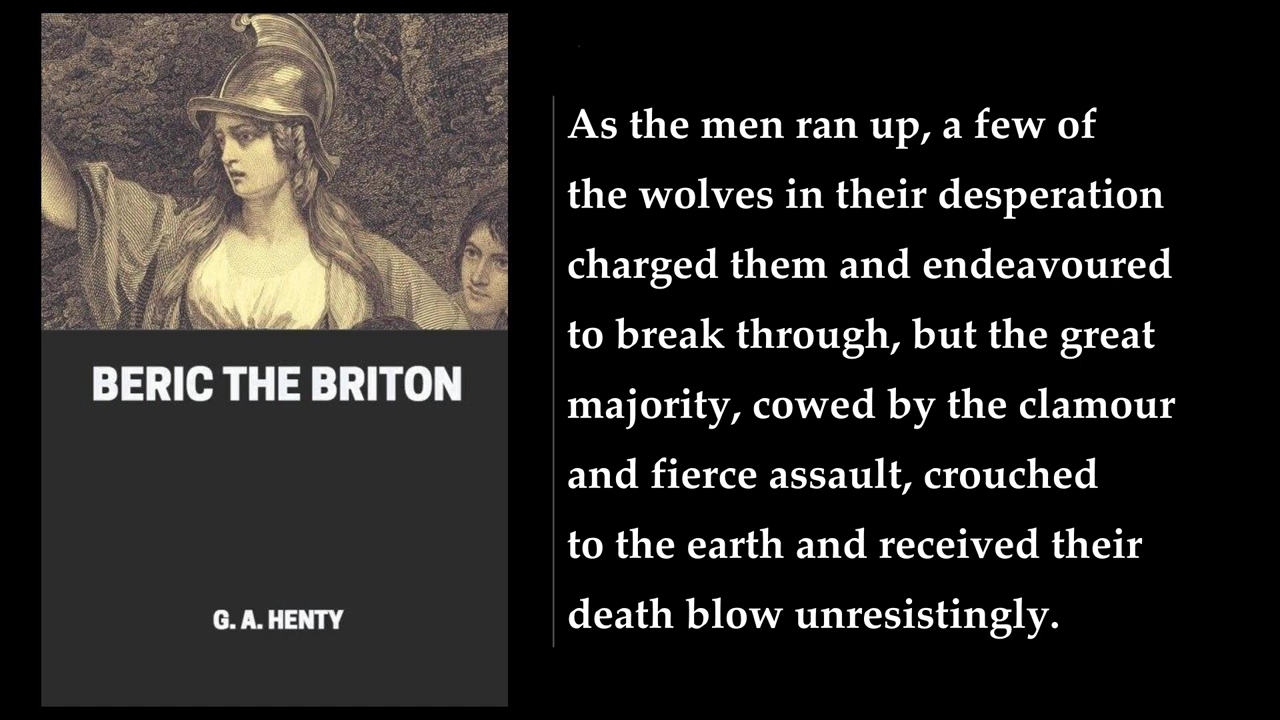 BERIC THE BRITON
G. A. HENTY
As the men ran up, a few of
the wolves in their desperation
charged them and endeavoured
to break through, but the great
majority, cowed by the clamour
and fierce assault, crouched
to the earth and received their
death blow unresistingly.